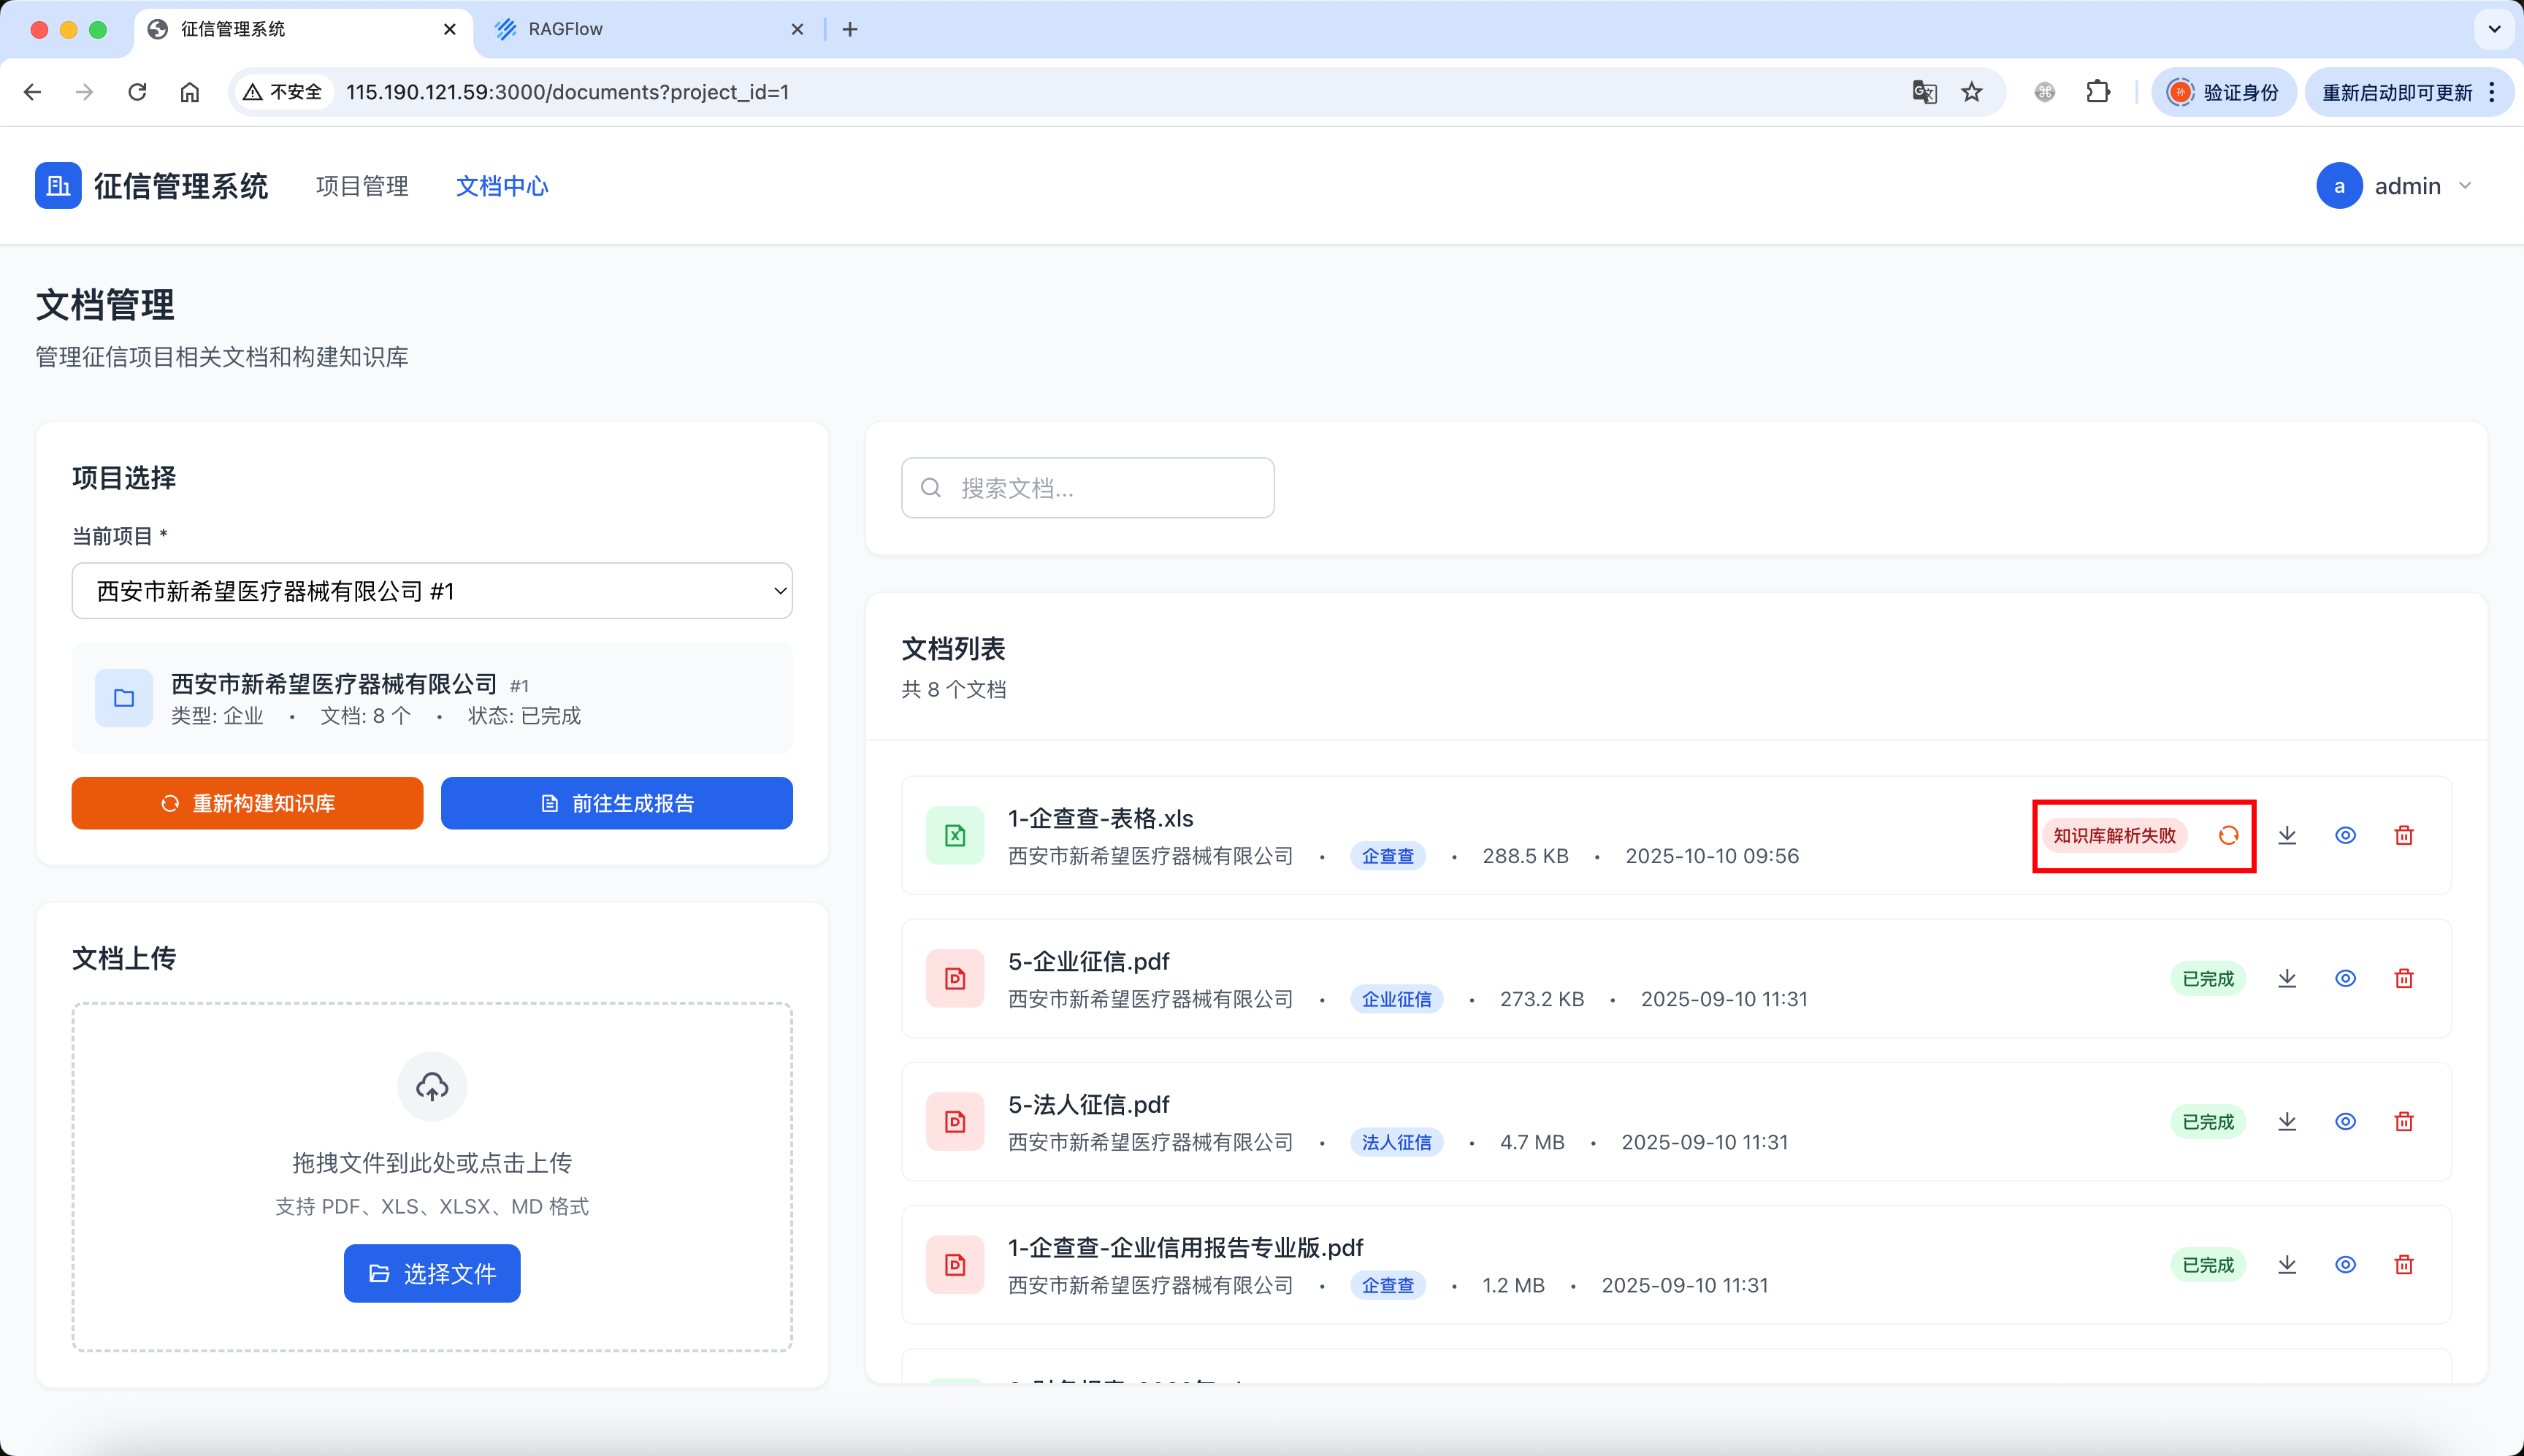 征信管理系统
RAGFlow
不安全
115.190.121.59:3000/documents?project_id=1
孙
验证身份
重新启动即可更新
征信管理系统
项目管理
文档中心
a
admin
文档管理
管理征信项目相关文档和构建知识库
项目选择
当前项目 *
西安市新希望医疗器械有限公司 #1
西安市新希望医疗器械有限公司 #1
类型: 企业 • 文档: 8 个 • 状态: 已完成
重新构建知识库
前往生成报告
文档上传
拖拽文件到此处或点击上传
支持 PDF、XLS、XLSX、MD 格式
选择文件
搜索文档...
文档列表
共 8 个文档
1-企查查-表格.xls
西安市新希望医疗器械有限公司 • 企查查 • 288.5 KB • 2025-10-10 09:56
知识库解析失败
5-企业征信.pdf
西安市新希望医疗器械有限公司 • 企业征信 • 273.2 KB • 2025-09-10 11:31
已完成
5-法人征信.pdf
西安市新希望医疗器械有限公司 • 法人征信 • 4.7 MB • 2025-09-10 11:31
已完成
1-企查查-企业信用报告专业版.pdf
西安市新希望医疗器械有限公司 • 企查查 • 1.2 MB • 2025-09-10 11:31
已完成